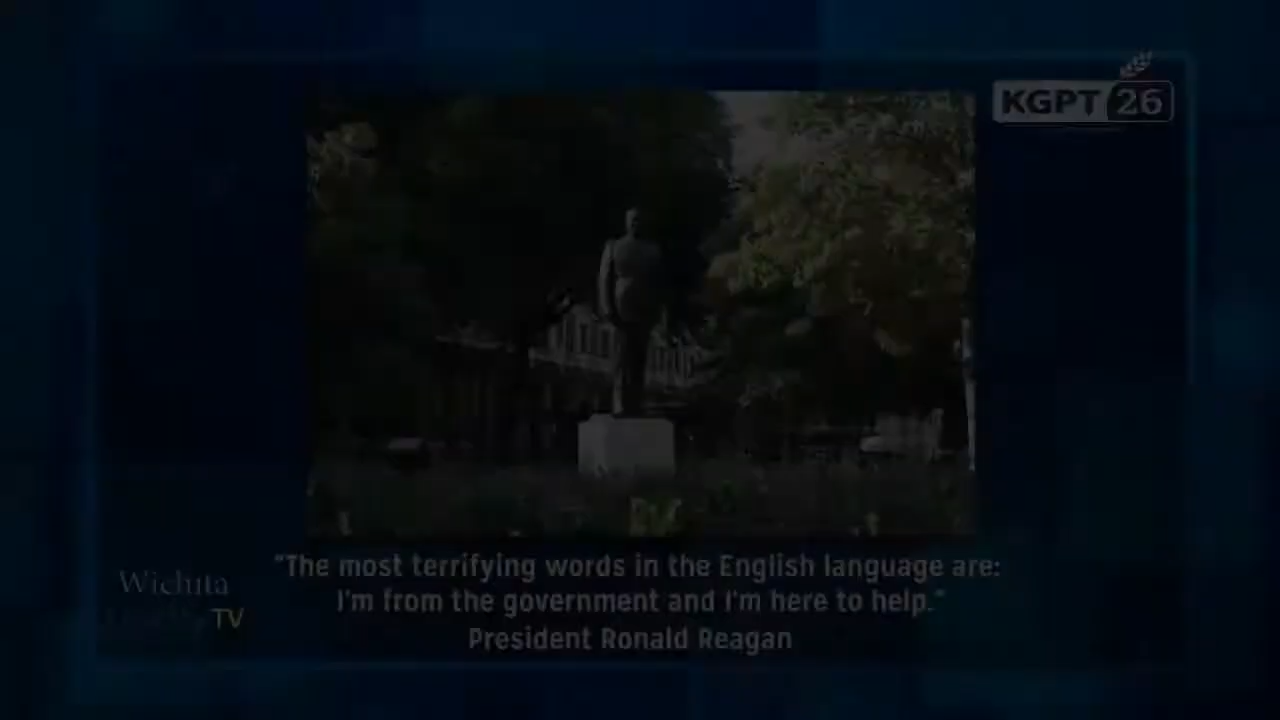 KGPT 26
"The most terrifying words in the English language are:
I'm from the government and I'm here to help."
President Ronald Reagan
Wichita
TV